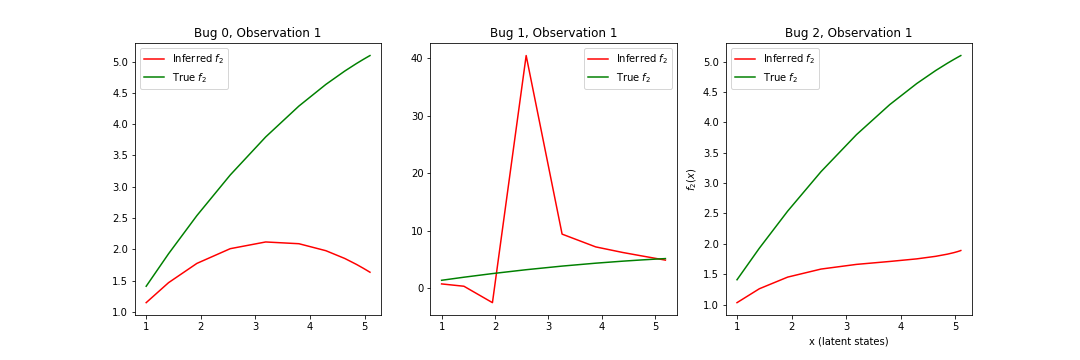 Bug 0, Observation 1
Inferred f₂
True f₂
5.0
4.5
4.0
3.5
3.0
2.5
2.0
1.5
1.0
1 2 3 4 5
Bug 1, Observation 1
Inferred f₂
True f₂
40
30
20
10
0
1 2 3 4 5
Bug 2, Observation 1
Inferred f₂
True f₂
f₂(x)
5.0
4.5
4.0
3.5
3.0
2.5
2.0
1.5
1.0
1 2 3 4 5
x (latent states)